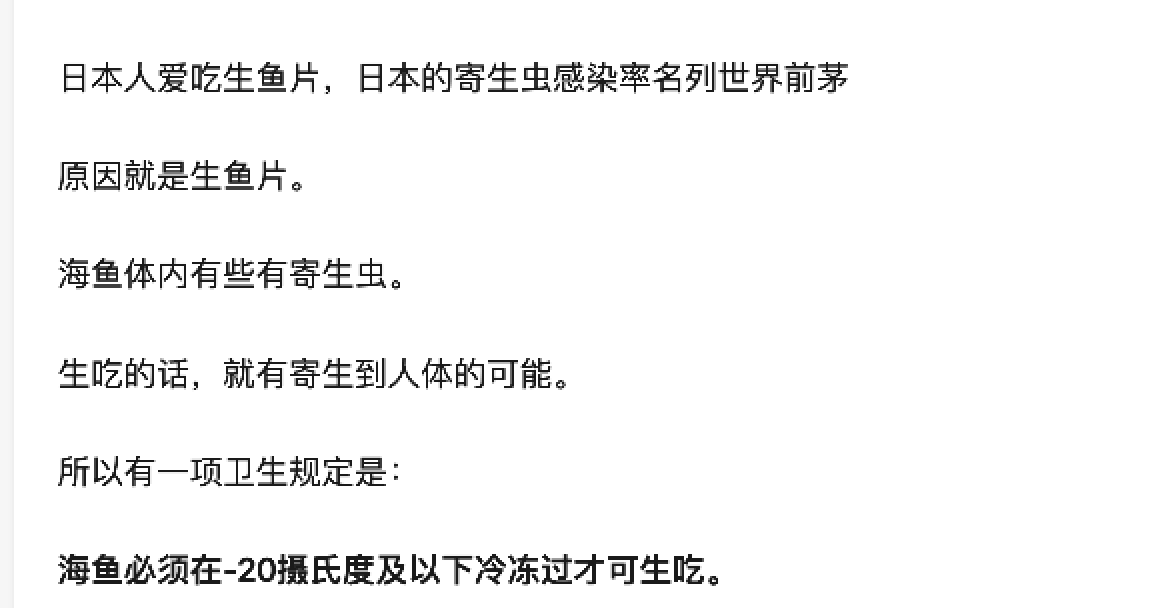 日本人爱吃生鱼片，日本的寄生虫感染率名列世界前茅
原因就是生鱼片。
海鱼体内有些有寄生虫。
生吃的话，就有寄生到人体的可能。
所以有一项卫生规定是：
海鱼必须在-20摄氏度及以下冷冻过才可生吃。